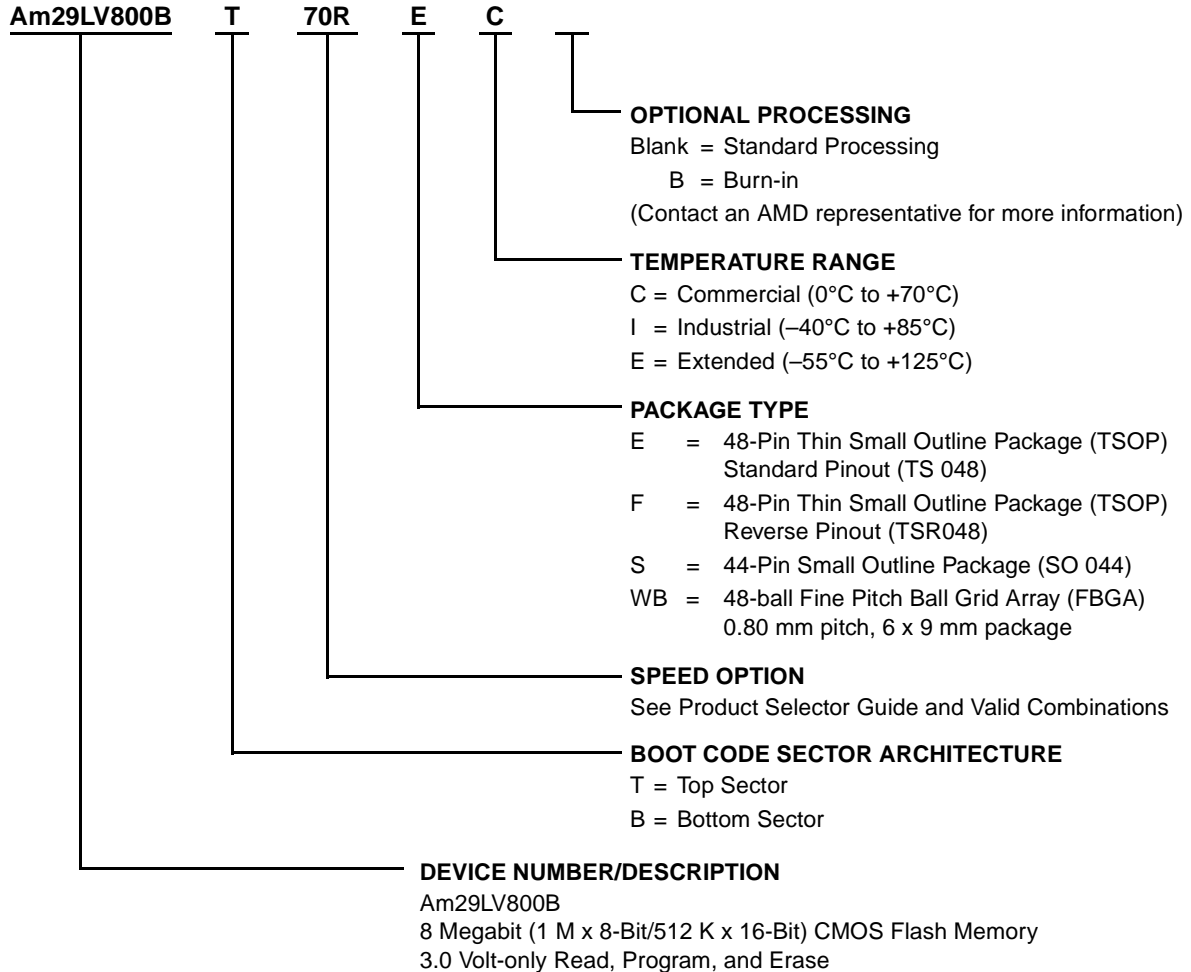 Am29LV800B T 70R E C
OPTIONAL PROCESSING
Blank = Standard Processing
B = Burn-in
(Contact an AMD representative for more information)
TEMPERATURE RANGE
C = Commercial (0°C to +70°C)
I = Industrial (–40°C to +85°C)
E = Extended (–55°C to +125°C)
PACKAGE TYPE
E = 48-Pin Thin Small Outline Package (TSOP)
Standard Pinout (TS 048)
F = 48-Pin Thin Small Outline Package (TSOP)
Reverse Pinout (TSR048)
S = 44-Pin Small Outline Package (SO 044)
WB = 48-ball Fine Pitch Ball Grid Array (FBGA)
0.80 mm pitch, 6 x 9 mm package
SPEED OPTION
See Product Selector Guide and Valid Combinations
BOOT CODE SECTOR ARCHITECTURE
T = Top Sector
B = Bottom Sector
DEVICE NUMBER/DESCRIPTION
Am29LV800B
8 Megabit (1 M x 8-Bit/512 K x 16-Bit) CMOS Flash Memory
3.0 Volt-only Read, Program, and Erase